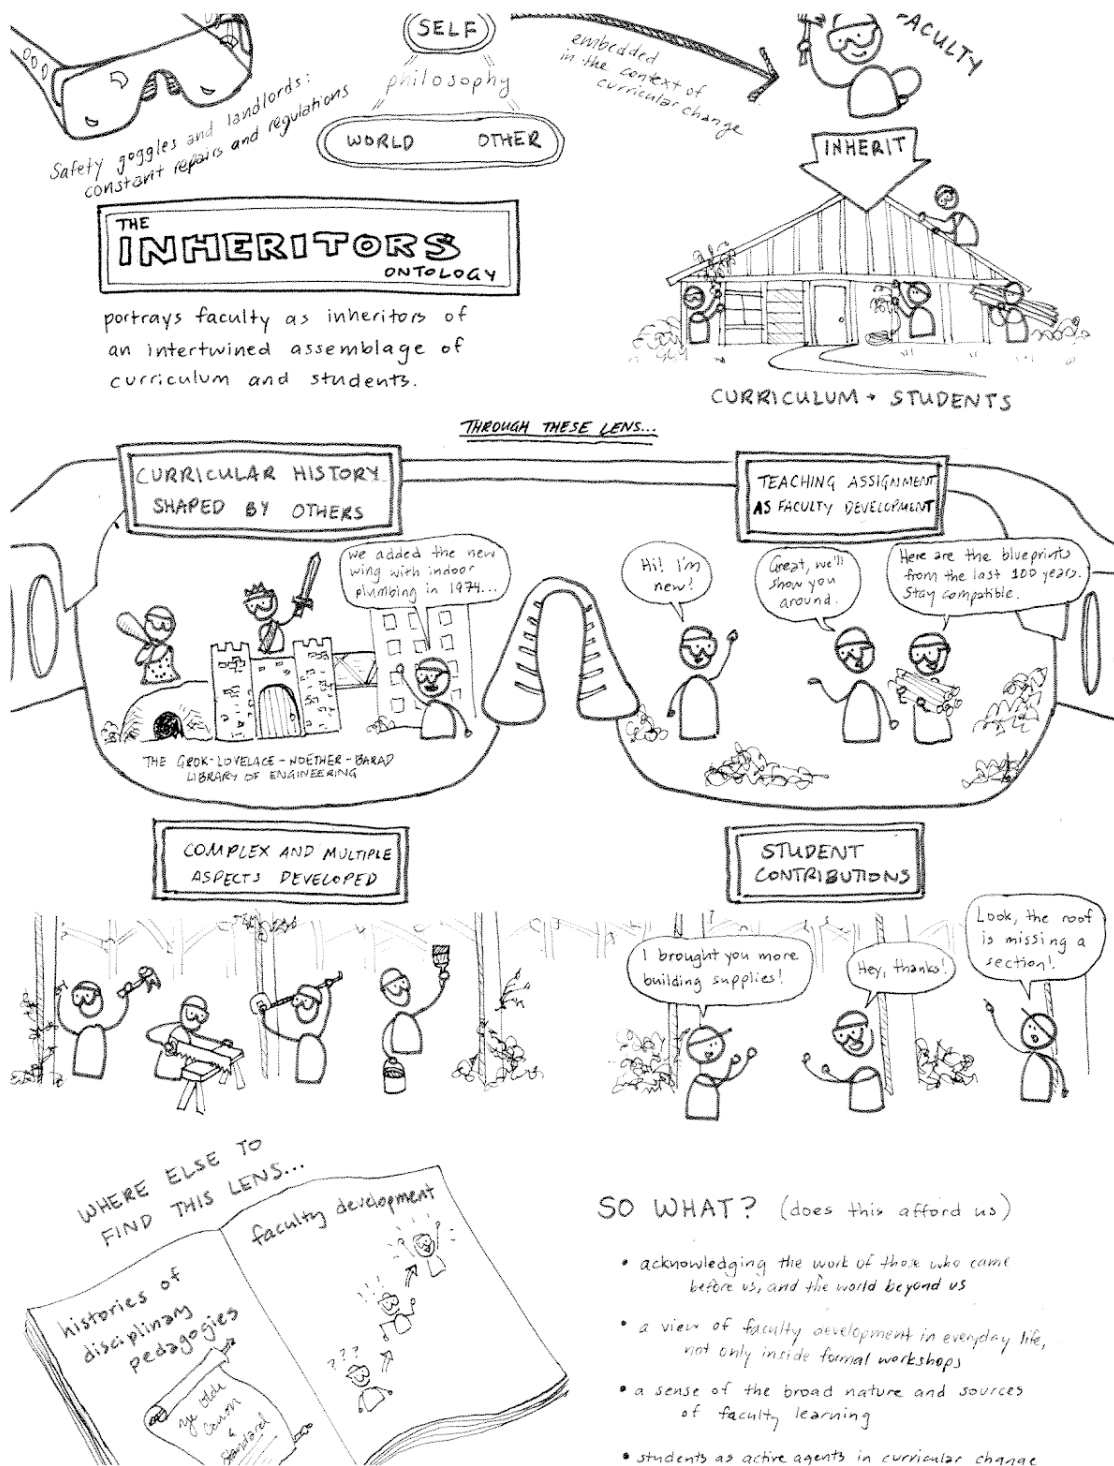 SELF
philosophy
WORLD OTHER
Safety goggles and landlords:
constant repairs and regulations
embedded
in the context of
curricular change
FACULTY
INHERIT
THE
INHERITORS
ONTOLOGY
portrays faculty as inheritors of
an intertwined assemblage of
curriculum and students.
CURRICULUM + STUDENTS
THROUGH THESE LENS...
CURRICULAR HISTORY
SHAPED BY OTHERS
TEACHING ASSIGNMENT
AS FACULTY DEVELOPMENT
we added the new
wing with indoor
plumbing in 1974...
Hi! I'm
new!
Great, we'll
show you
around.
Here are the blueprints
from the last 100 years.
Stay compatible.
THE GROK-LOVELACE-NOETHER-BARAD
LIBRARY OF ENGINEERING
COMPLEX AND MULTIPLE
ASPECTS DEVELOPED
STUDENT
CONTRIBUTIONS
I brought you more
building supplies!
Hey, thanks!
Look, the roof
is missing a
section!
WHERE ELSE TO
FIND THIS LENS...
histories of
disciplinary
pedagogies
ye olde
Canon
&
Standard
faculty development
???
SO WHAT? (does this afford us)
• acknowledging the work of those who came
before us, and the world beyond us
• a view of faculty development in everyday life,
not only inside formal workshops
• a sense of the broad nature and sources
of faculty learning
• students as active agents in curricular change